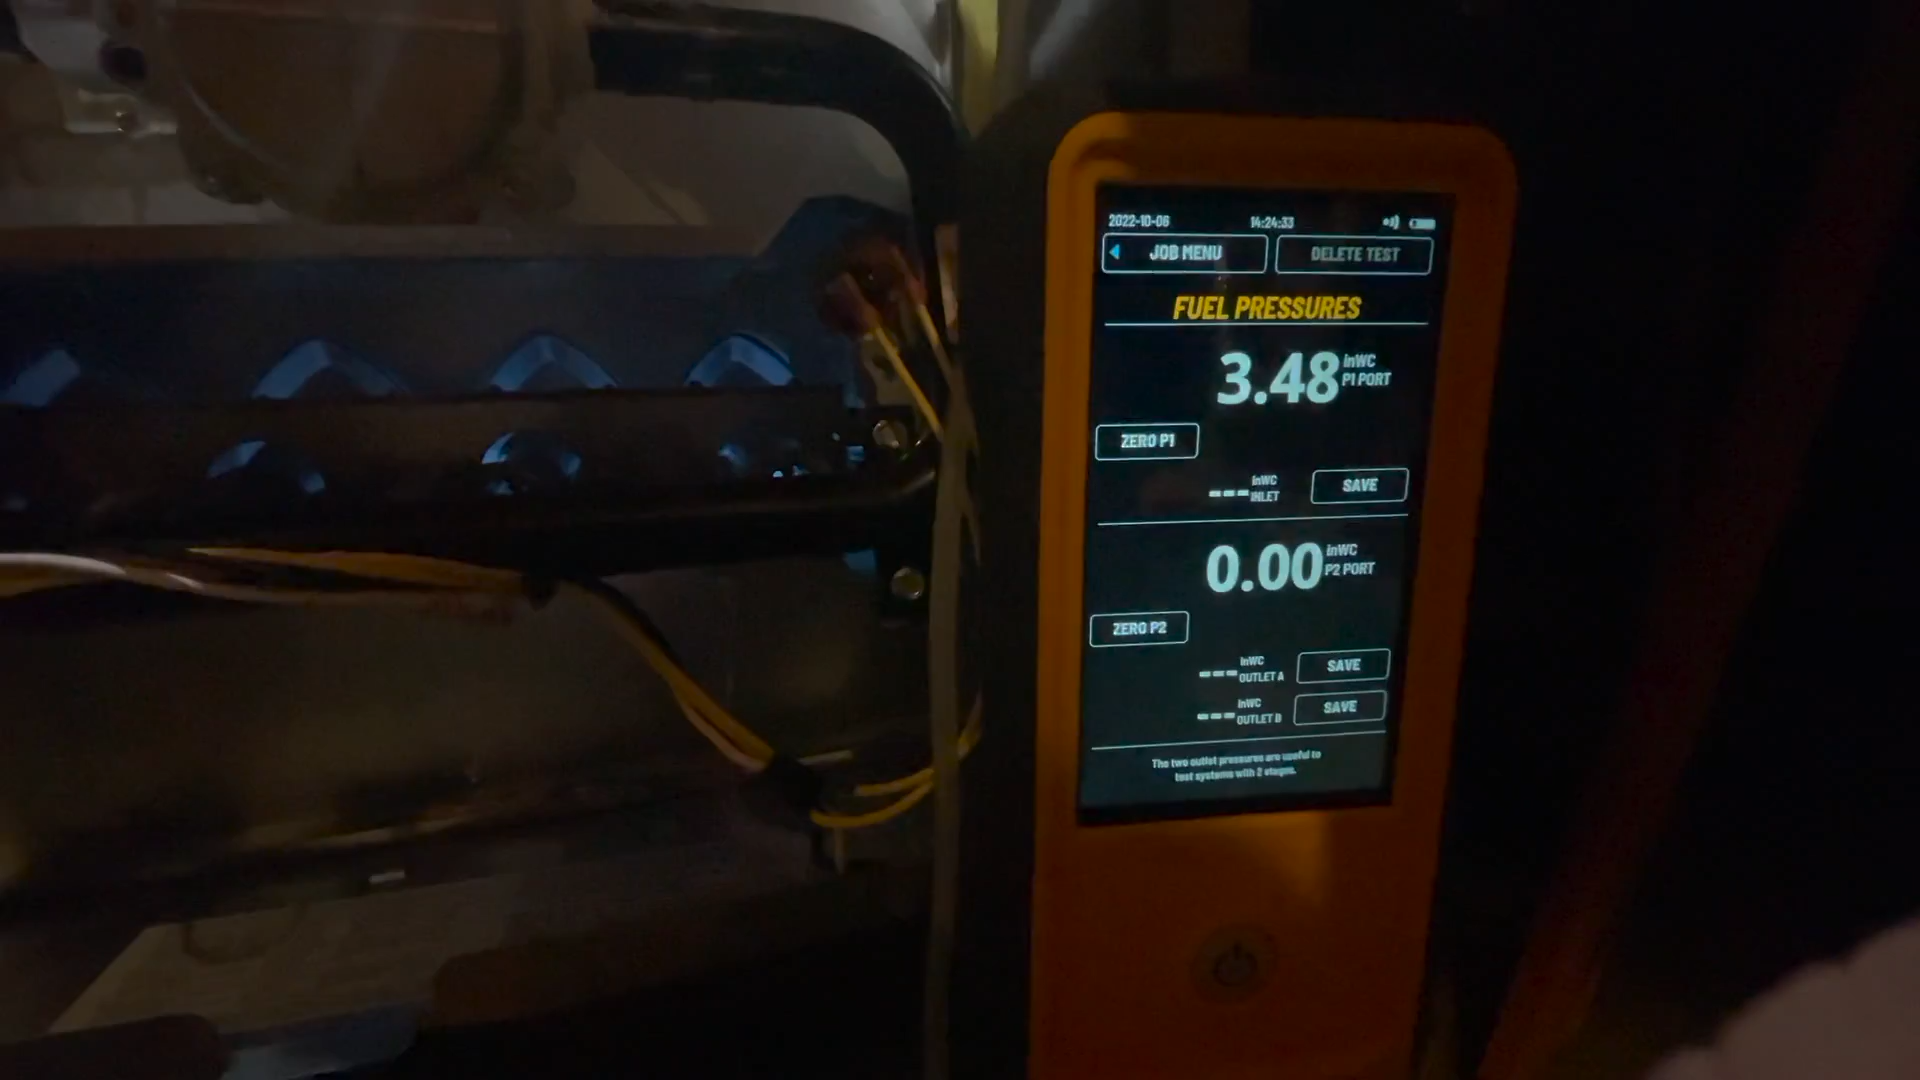 2022-10-06 14:24:33
JOB MENU DELETE TEST
FUEL PRESSURES
3.48 inWC
P1 PORT
ZERO P1
--- inWC
INLET SAVE
0.00 inWC
P2 PORT
ZERO P2
--- inWC
OUTLET A SAVE
--- inWC
OUTLET B SAVE
The two outlet pressures are useful to
test systems with 2 stages.